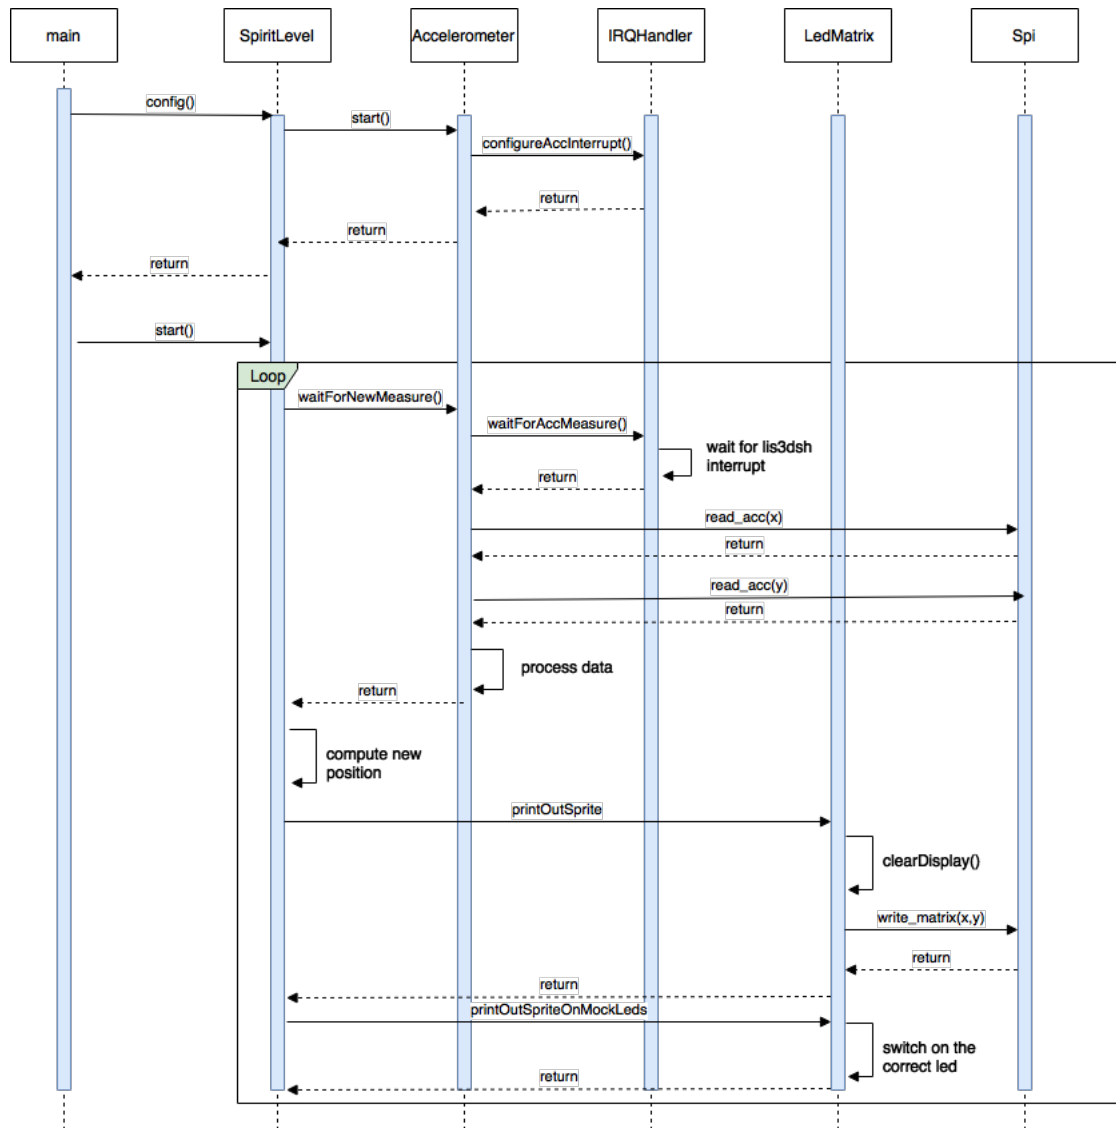 main
SpiritLevel
Accelerometer
IRQHandler
LedMatrix
Spi
config()
start()
configureAccInterrupt()
return
return
return
start()
Loop
waitForNewMeasure()
waitForAccMeasure()
wait for lis3dsh
interrupt
return
read_acc(x)
return
read_acc(y)
return
process data
return
compute new
position
printOutSprite
clearDisplay()
write_matrix(x,y)
return
return
printOutSpriteOnMockLeds
switch on the
correct led
return